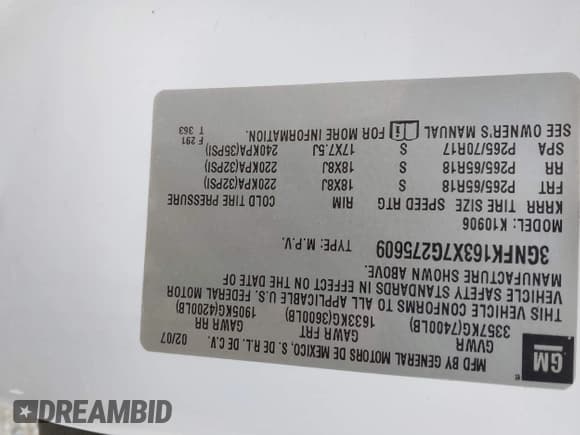 GM
MFD BY GENERAL MOTORS DE MEXICO, S. DE R.L. DE C.V.
02/07
GVWR GAWR FRT GAWR RR
3357KG(7400LB) 1633KG(3600LB) 1905KG(4200LB)
THIS VEHICLE CONFORMS TO ALL APPLICABLE U.S. FEDERAL MOTOR
VEHICLE SAFETY STANDARDS IN EFFECT ON THE DATE OF
MANUFACTURE SHOWN ABOVE.
3GNFK163X7G275609 TYPE: M.P.V.
MODEL: K10906
KRRR TIRE SIZE SPEED RTG RIM COLD TIRE PRESSURE
FRT P265/65R18 S 18X8J 220KPA(32PSI)
RR P265/65R18 S 18X8J 220KPA(32PSI)
SPA P265/70R17 S 17X7.5J 240KPA(35PSI)
SEE OWNER'S MANUAL FOR MORE INFORMATION.
F 291
T 363
DREAMBID